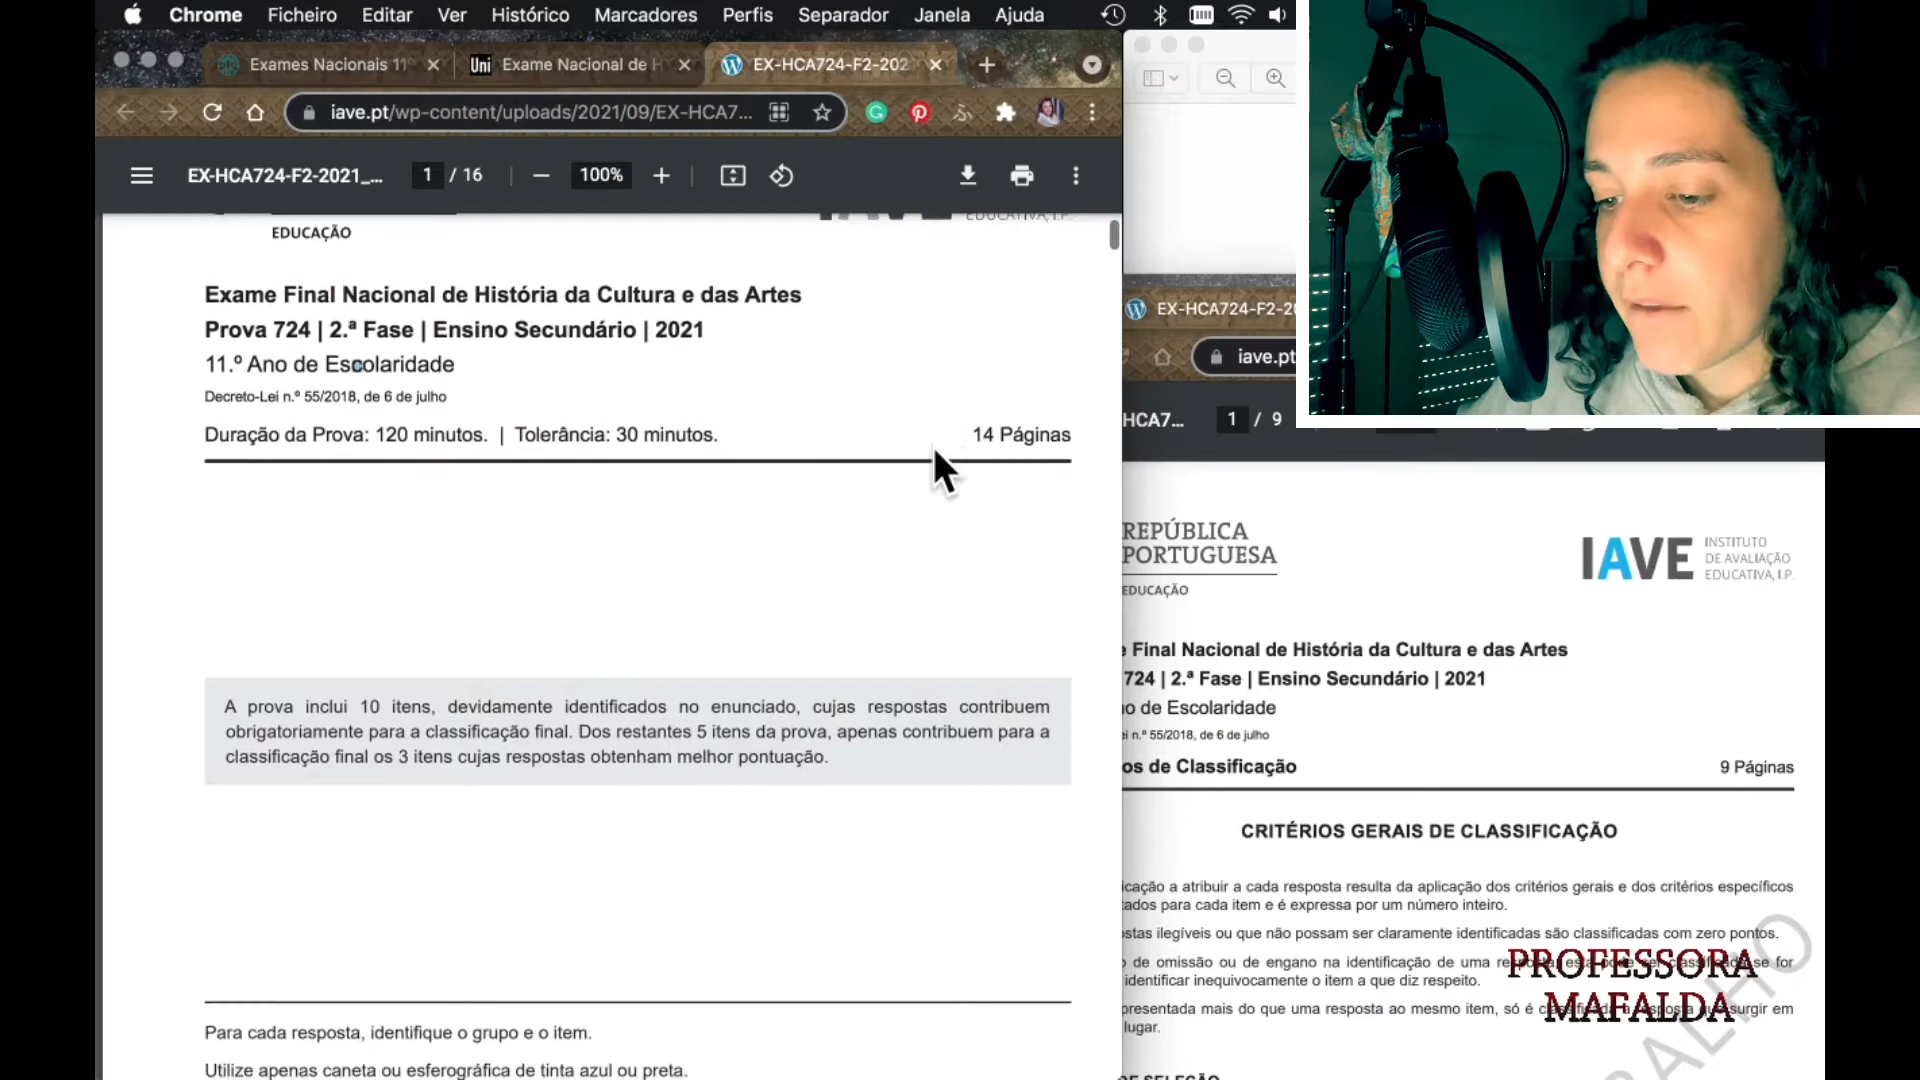 Chrome Ficheiro Editar Ver Histórico Marcadores Perfis Separador Janela Ajuda
Exames Nacionais 11º
Uni Exame Nacional de H
EX-HCA724-F2-202
iave.pt/wp-content/uploads/2021/09/EX-HCA7...
EX-HCA724-F2-2021_... 1 / 16 100%
EDUCATIVA, I.P.
EDUCAÇÃO
Exame Final Nacional de História da Cultura e das Artes
Prova 724 | 2.ª Fase | Ensino Secundário | 2021
11.º Ano de Escolaridade
Decreto-Lei n.º 55/2018, de 6 de julho
Duração da Prova: 120 minutos. | Tolerância: 30 minutos. 14 Páginas
A prova inclui 10 itens, devidamente identificados no enunciado, cujas respostas contribuem
obrigatoriamente para a classificação final. Dos restantes 5 itens da prova, apenas contribuem para a
classificação final os 3 itens cujas respostas obtenham melhor pontuação.
Para cada resposta, identifique o grupo e o item.
Utilize apenas caneta ou esferográfica de tinta azul ou preta.
EX-HCA724-F2-20
iave.pt
HCA7... 1 / 9
REPÚBLICA
PORTUGUESA
EDUCAÇÃO
IAVE INSTITUTO
DE AVALIAÇÃO
EDUCATIVA, I.P.
e Final Nacional de História da Cultura e das Artes
724 | 2.ª Fase | Ensino Secundário | 2021
o de Escolaridade
ei n.º 55/2018, de 6 de julho
os de Classificação 9 Páginas
CRITÉRIOS GERAIS DE CLASSIFICAÇÃO
icação a atribuir a cada resposta resulta da aplicação dos critérios gerais e dos critérios específicos
tados para cada item e é expressa por um número inteiro.
stas ilegíveis ou que não possam ser claramente identificadas são classificadas com zero pontos.
o de omissão ou de engano na identificação de uma se for
identificar inequivocamente o item a que diz respeito.
presentada mais do que uma resposta ao mesmo item, só é surgir em
lugar.
PROFESSORA
MAFALDA